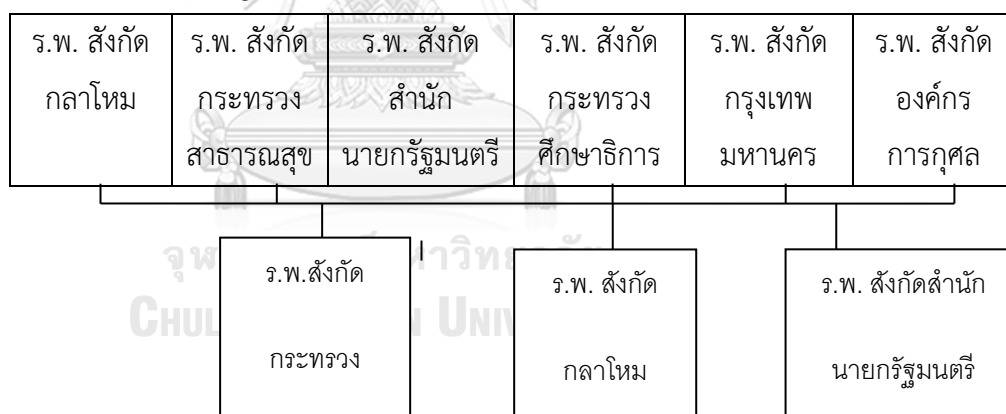 ร.พ. สังกัด
กลาโหม
ร.พ. สังกัด
กระทรวง
สาธารณสุข
ร.พ. สังกัด
สำนัก
นายกรัฐมนตรี
ร.พ. สังกัด
กระทรวง
ศึกษาธิการ
ร.พ. สังกัด
กรุงเทพ
มหานคร
ร.พ. สังกัด
องค์กร
การกุศล
ร.พ.สังกัด
กระทรวง
ร.พ. สังกัด
กลาโหม
ร.พ. สังกัดสำนัก
นายกรัฐมนตรี